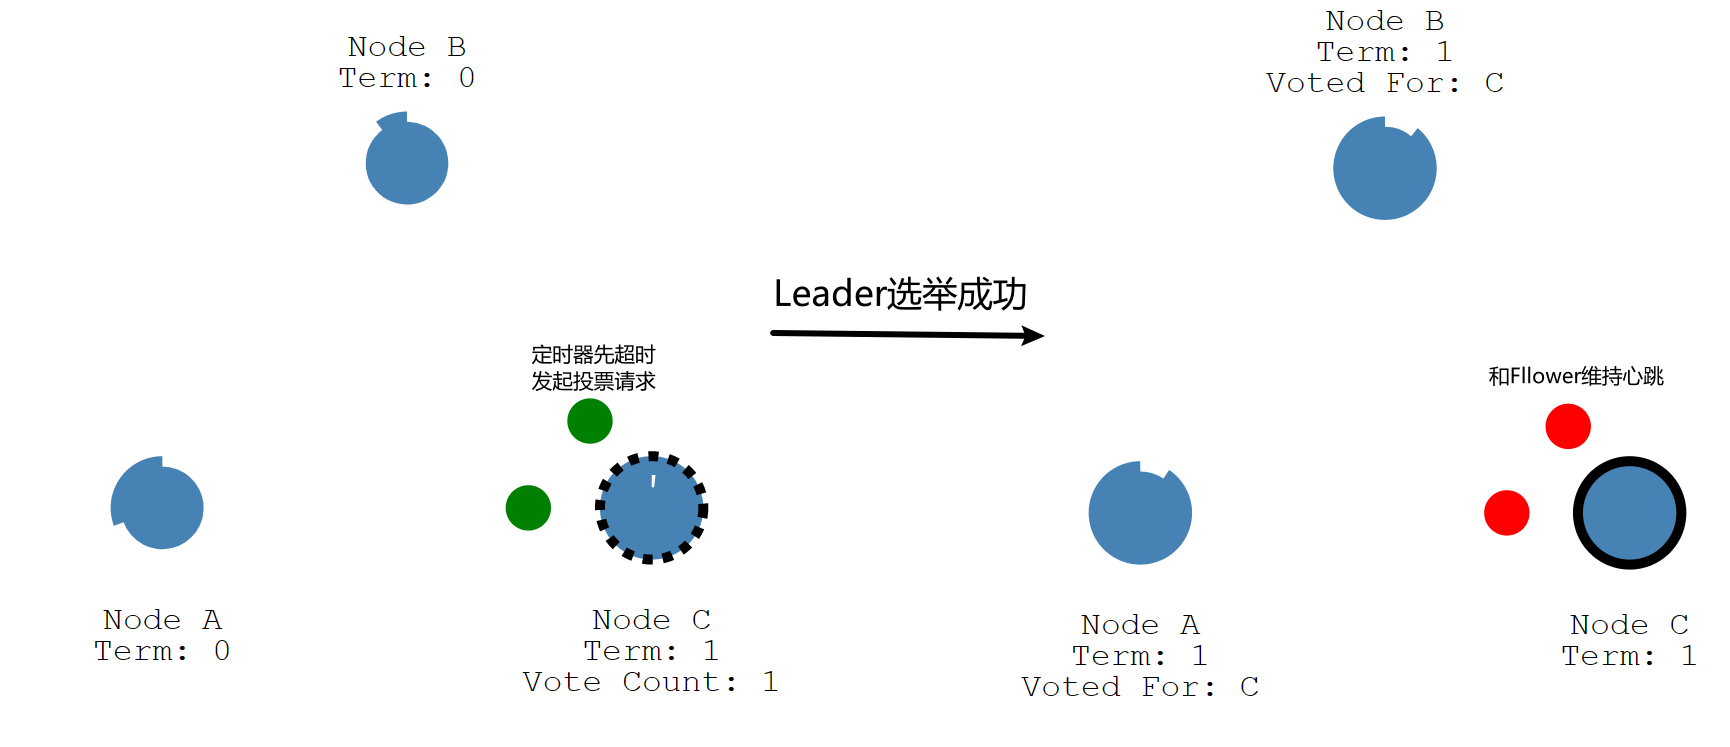 Node B
Term: 0
定时器先超时
发起投票请求
Node A
Term: 0
Node C
Term: 1
Vote Count: 1
Leader选举成功
Node B
Term: 1
Voted For: C
和Fllower维持心跳
Node A
Term: 1
Voted For: C
Node C
Term: 1